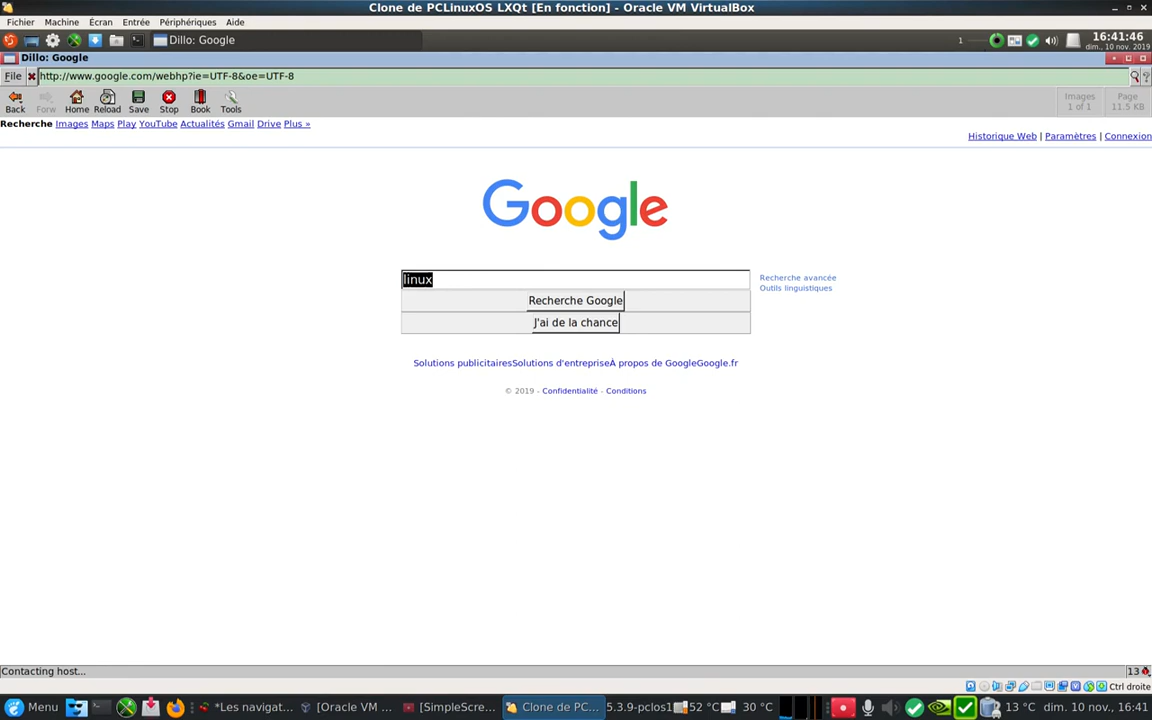 Clone de PCLinuxOS LXQt [En fonction] - Oracle VM VirtualBox
Fichier Machine Écran Entrée Périphériques Aide
Dillo: Google
1
16:41:46
dim., 10 nov. 2019
Dillo: Google
File http://www.google.com/webhp?ie=UTF-8&oe=UTF-8
Back Forw Home Reload Save Stop Book Tools
Images
1 of 1
Page
11.5 KB
Recherche Images Maps Play YouTube Actualités Gmail Drive Plus »
Historique Web | Paramètres | Connexion
Google
linux
Recherche avancée
Outils linguistiques
Recherche Google
J'ai de la chance
Solutions publicitairesSolutions d'entrepriseÀ propos de GoogleGoogle.fr
© 2019 - Confidentialité - Conditions
Contacting host...
13
Ctrl droite
Menu *Les navigat... [Oracle VM ... [SimpleScre... Clone de PC... 5.3.9-pclos1 52 °C 30 °C 13 °C dim. 10 nov., 16:41